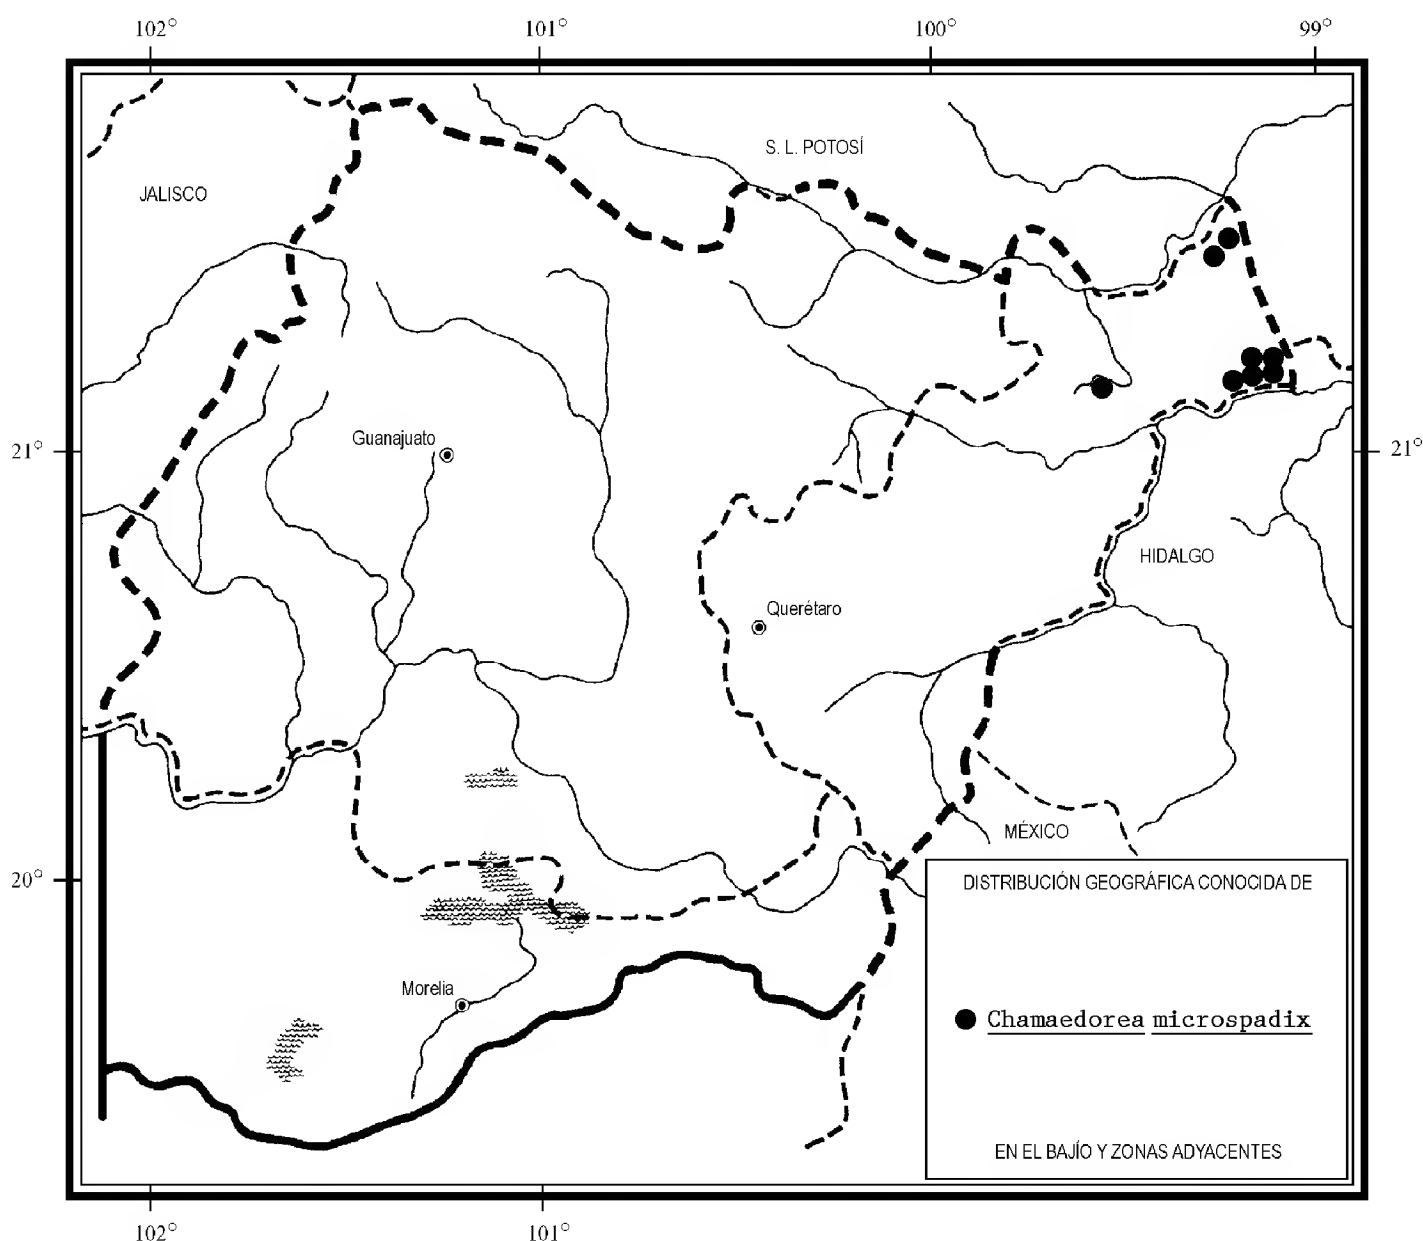 102° 101° 100° 99°
S. L. POTOSÍ
JALISCO
Guanajuato
21° 21°
HIDALGO
Querétaro
MÉXICO
20°
DISTRIBUCIÓN GEOGRÁFICA CONOCIDA DE
Morelia
Chamaedorea microspadix
EN EL BAJÍO Y ZONAS ADYACENTES
102° 101°